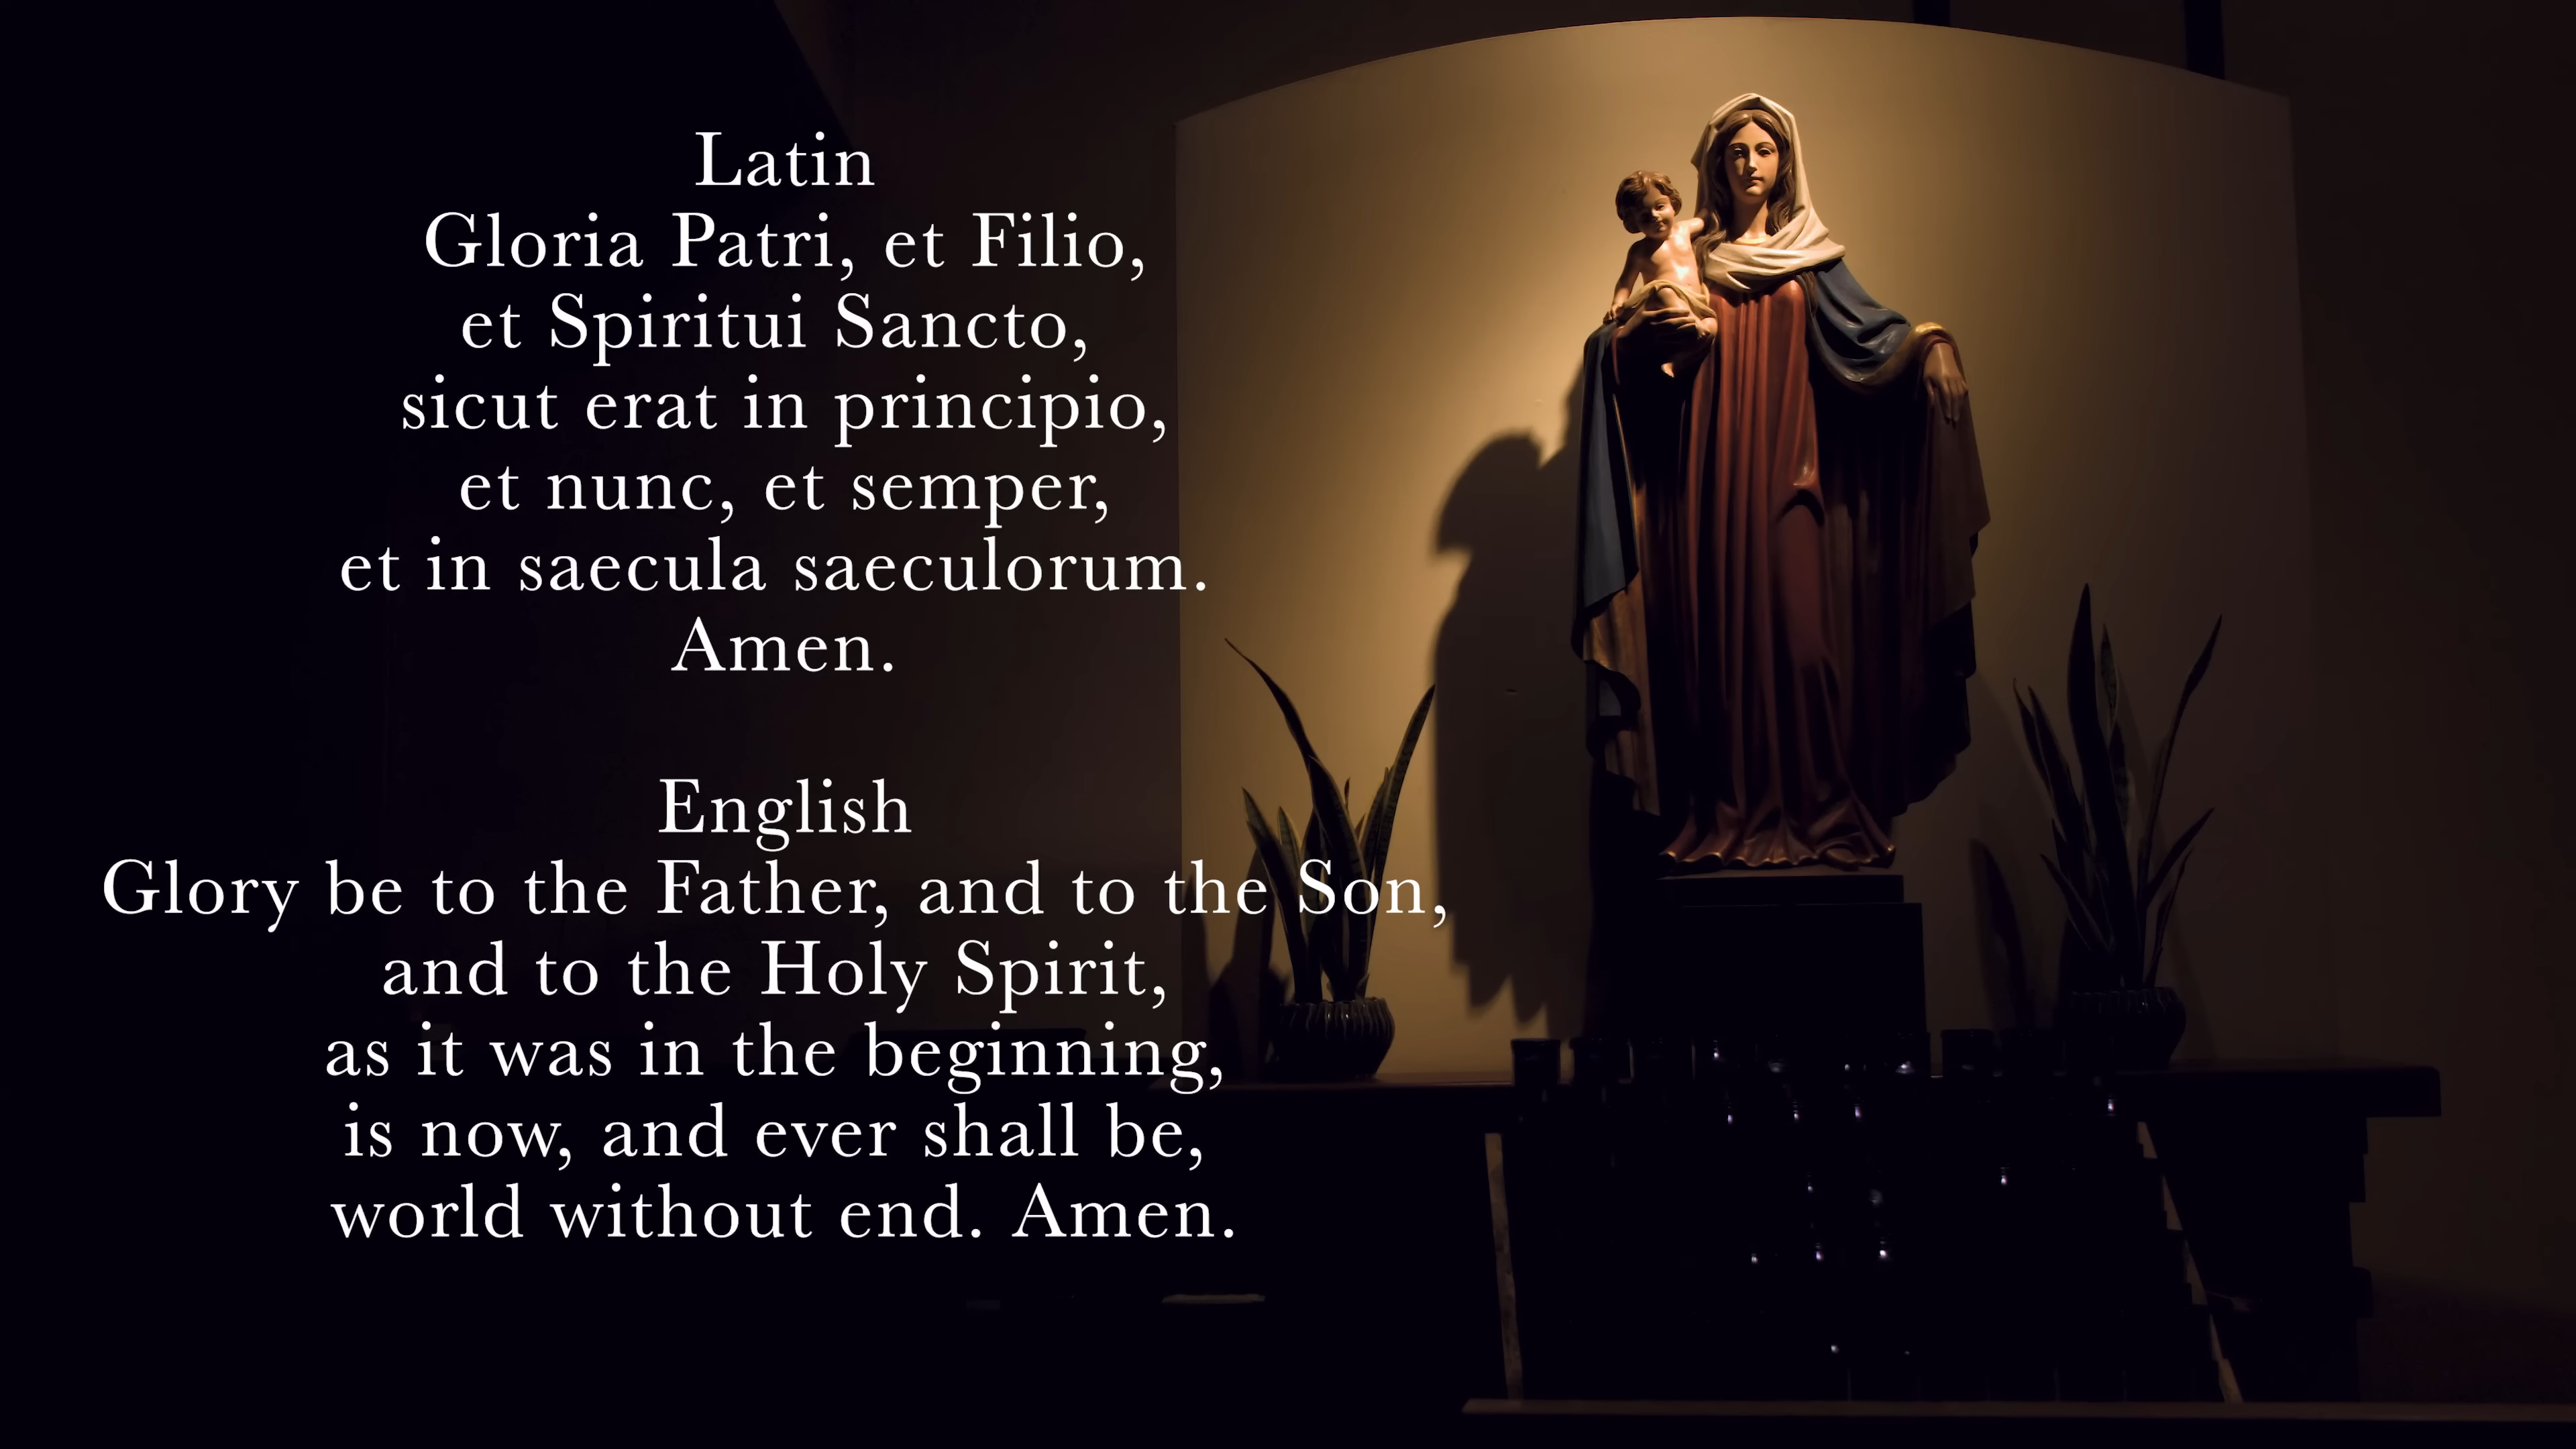 Latin
Gloria Patri, et Filio,
et Spiritui Sancto,
sicut erat in principio,
et nunc, et semper,
et in saecula saeculorum.
Amen.
English
Glory be to the Father, and to the Son,
and to the Holy Spirit,
as it was in the beginning,
is now, and ever shall be,
world without end. Amen.